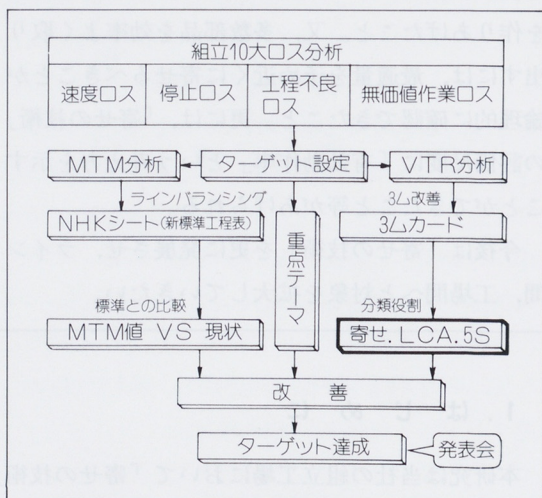 組立10大ロス分析
速度ロス 停止ロス 工程不良ロス 無価値作業ロス
MTM分析 ターゲット設定 VTR分析
ラインバランシング 3ム改善
NHKシート(新標準工程表) 重点テーマ 3ムカード
標準との比較 分類役割
MTM値 VS 現状 寄せ.LCA.5S
改善
ターゲット達成 発表会